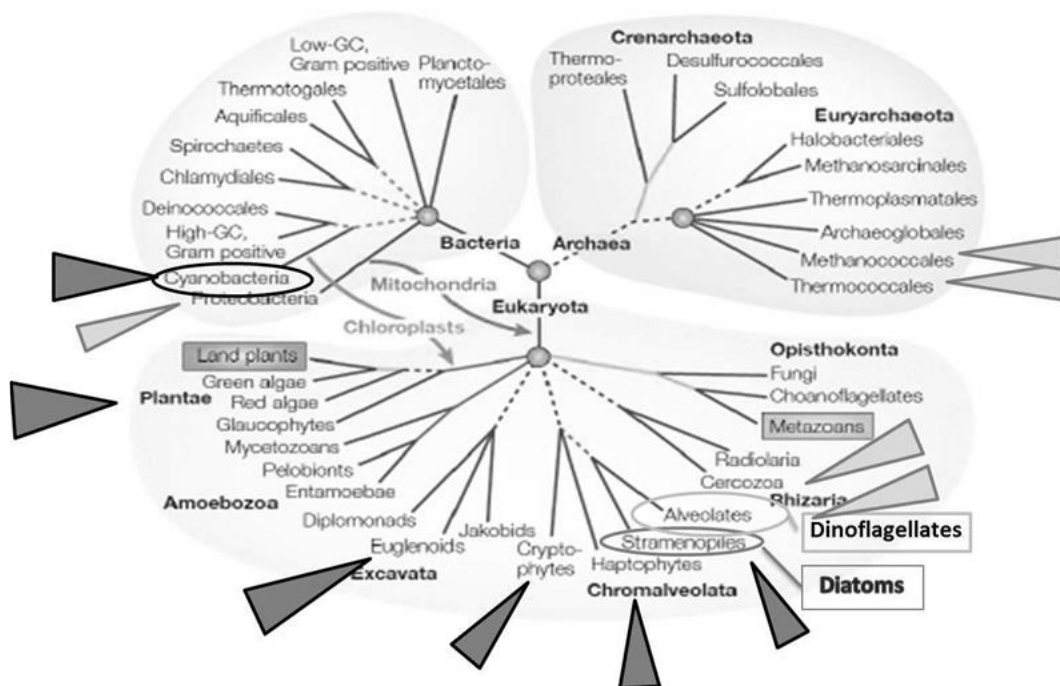 Low-GC,
Gram positive
Plancto-
mycetales
Thermotogales
Aquificales
Spirochaetes
Chlamydiales
Deinococcales
High-GC,
Gram positive
Cyanobacteria
Proteobacteria
Bacteria
Mitochondria
Chloroplasts
Crenarchaeota
Thermo-
proteales
Desulfurococcales
Sulfolobales
Euryarchaeota
Halobacteriales
Methanosarcinales
Thermoplasmatales
Archaeoglobales
Methanococcales
Thermococcales
Archaea
Eukaryota
Land plants
Green algae
Plantae
Red algae
Glaucophytes
Mycetozoans
Pelobionts
Entamoebae
Amoebozoa
Diplomonads
Euglenoids
Jakobids
Excavata
Crypto-
phytes
Haptophytes
Stramenopiles
Alveolates
Chromalveolata
Opisthokonta
Fungi
Choanoflagellates
Metazoans
Radiolaria
Cercozoa
Rhizaria
Dinoflagellates
Diatoms